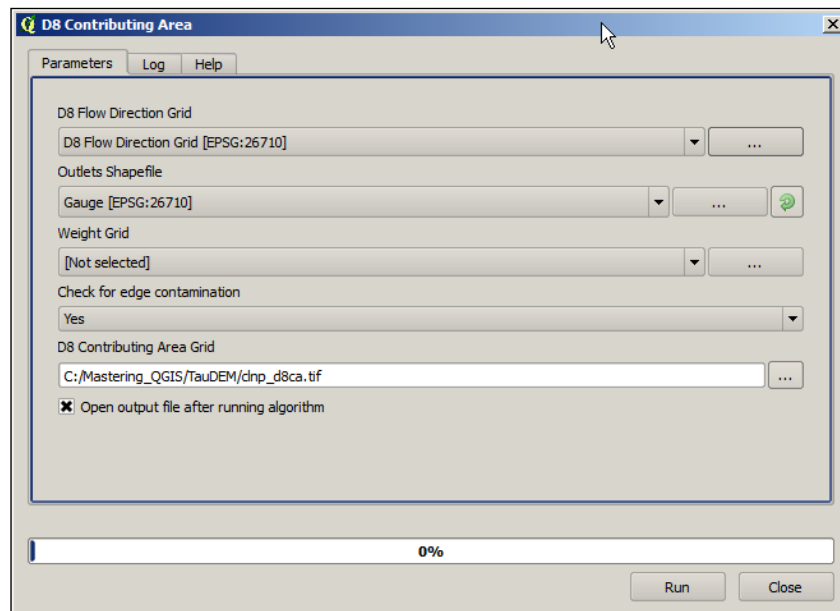 D8 Contributing Area
Parameters Log Help
D8 Flow Direction Grid
D8 Flow Direction Grid [EPSG:26710] ...
Outlets Shapefile
Gauge [EPSG:26710] ...
Weight Grid
[Not selected] ...
Check for edge contamination
Yes
D8 Contributing Area Grid
C:/Mastering_QGIS/TauDEM/clnp_d8ca.tif ...
Open output file after running algorithm
0%
Run Close